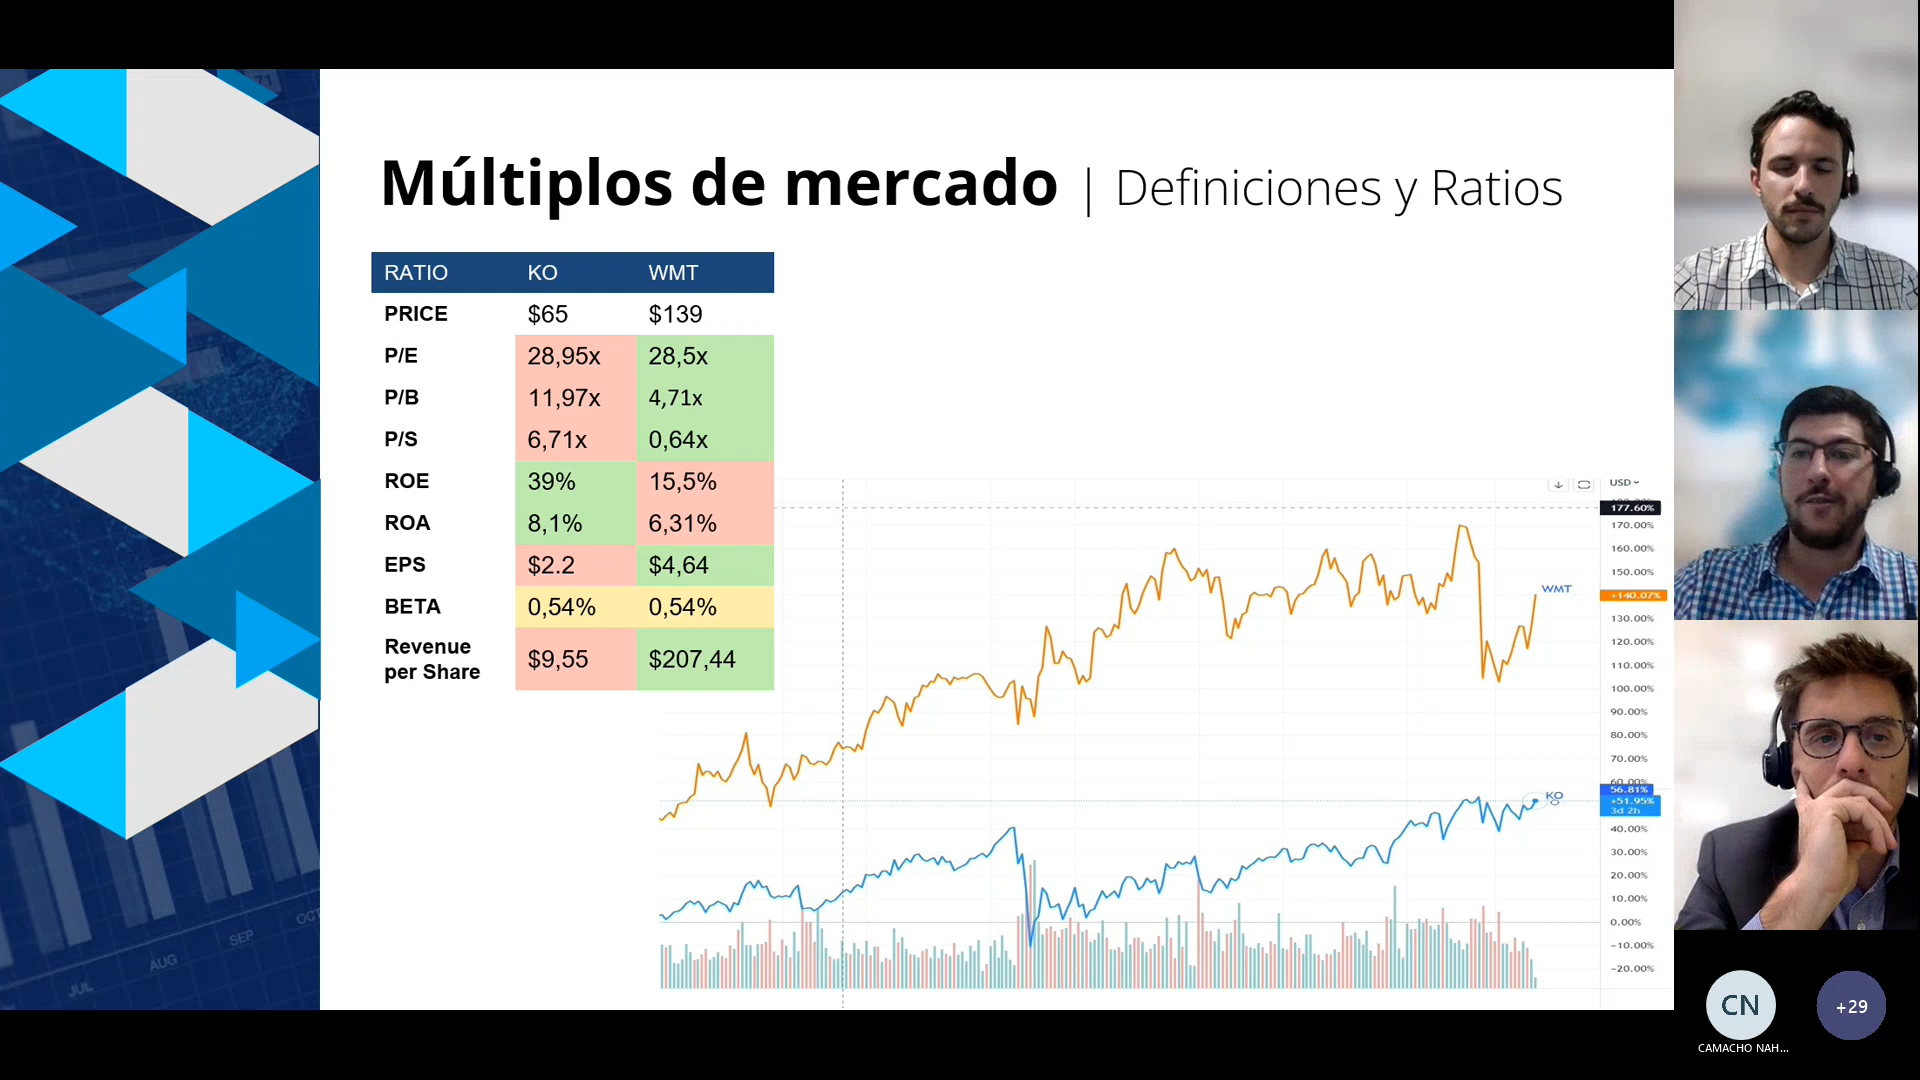 Múltiplos de mercado | Definiciones y Ratios
RATIO KO WMT
PRICE $65 $139
P/E 28,95x 28,5x
P/B 11,97x 4,71x
P/S 6,71x 0,64x
ROE 39% 15,5%
ROA 8,1% 6,31%
EPS $2.2 $4,64
BETA 0,54% 0,54%
Revenue
per Share $9,55 $207,44
USD
177.60%
170.00%
160.00%
150.00%
WMT
+140.07%
130.00%
120.00%
110.00%
100.00%
90.00%
80.00%
70.00%
60.00%
56.81%
KO
+51.95%
3d 2h
40.00%
30.00%
20.00%
10.00%
0.00%
−10.00%
−20.00%
JUL
AUG
SEP
OCT
CN
CAMACHO NAH...
+29